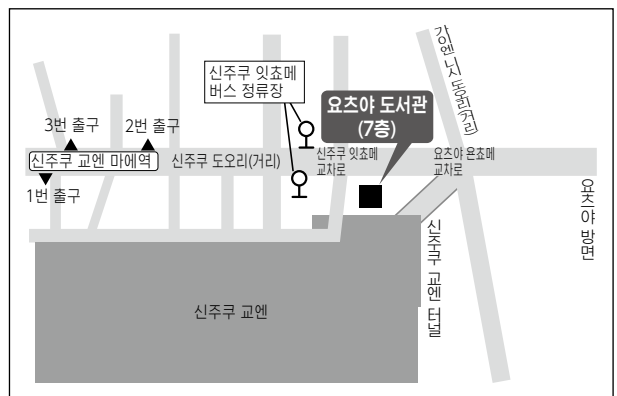 가이엔 니시 도오리(거리)
신주쿠 잇쵸메
버스 정류장
요츠야 도서관
(7층)
3번 출구
2번 출구
신주쿠 교엔 마에역
신주쿠 도오리(거리)
신주쿠 잇쵸메
교차로
요츠야 욘쵸메
교차로
1번 출구
요츠야 방면
신주쿠 교엔 터널
신주쿠 교엔